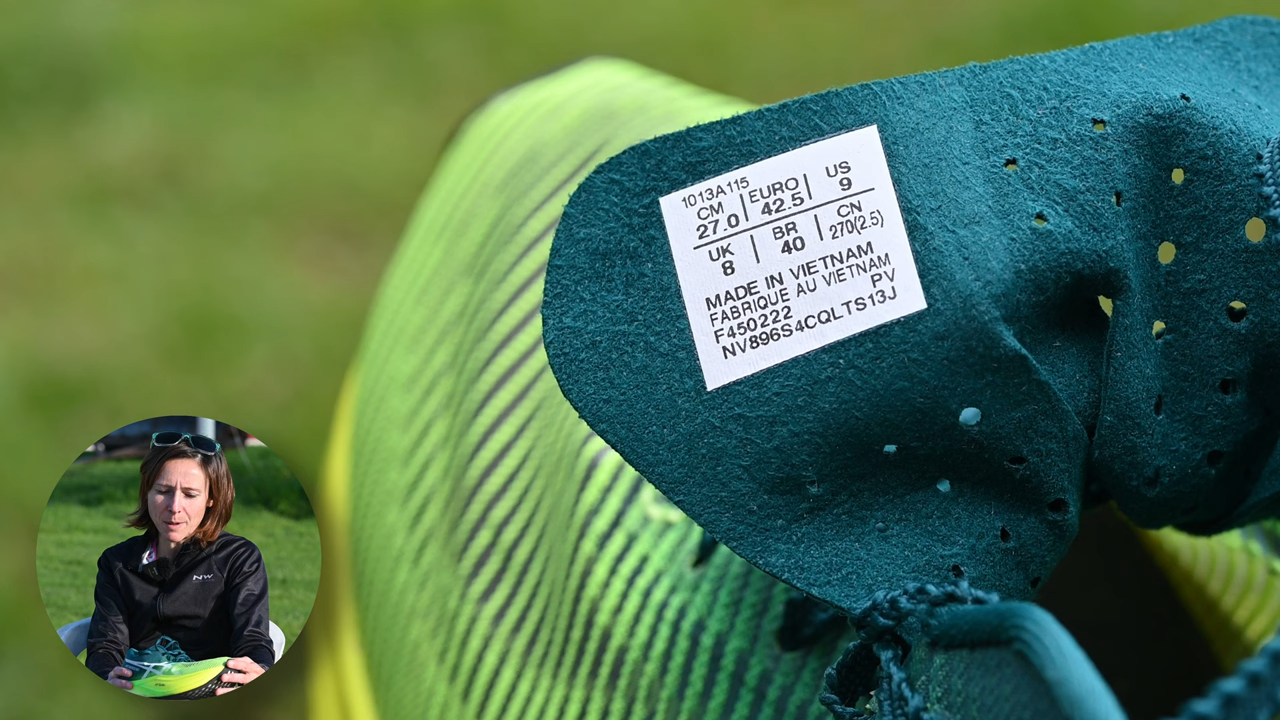 1013A115
CM | EURO | US
27.0 | 42.5 | 9
UK | BR | CN
8 | 40 | 270(2.5)
MADE IN VIETNAM
FABRIQUE AU VIETNAM
F450222 PV
NV896S4CQLTS13J
NW